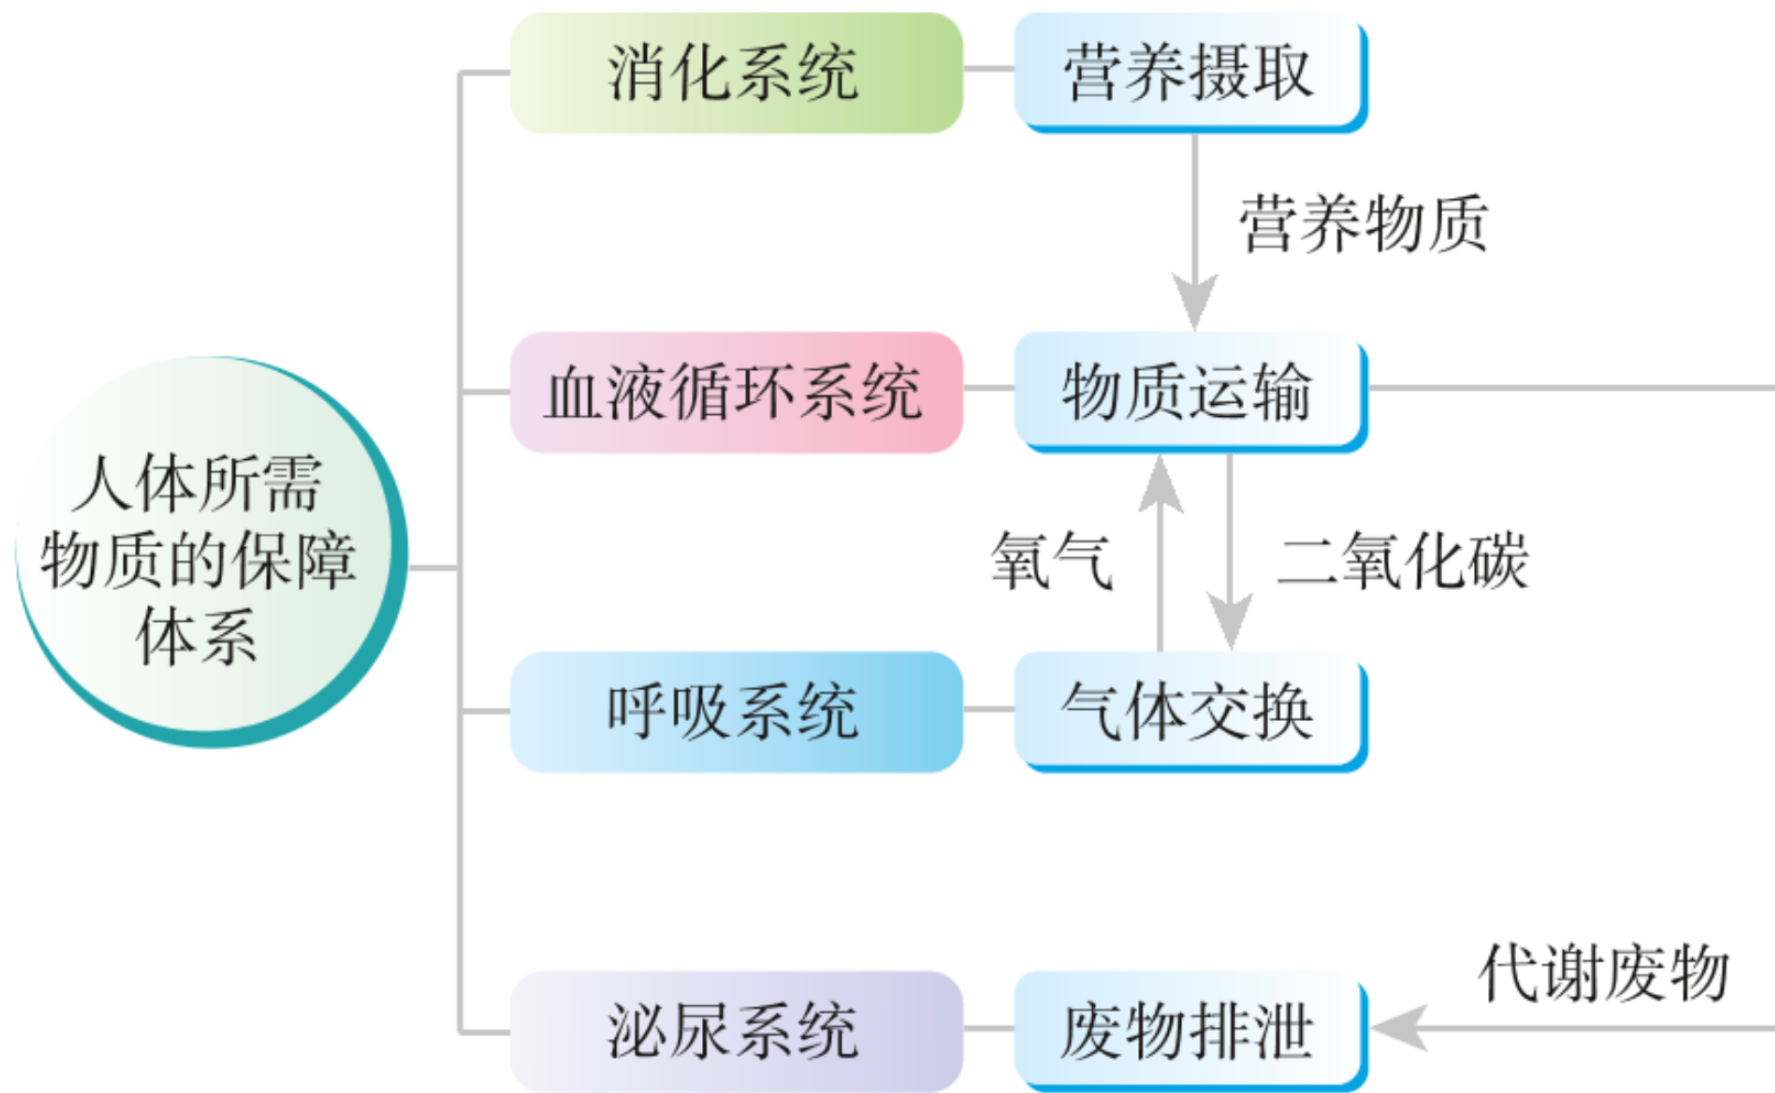 消化系统
营养摄取
营养物质
血液循环系统
物质运输
人体所需
物质的保障
体系
氧气
二氧化碳
呼吸系统
气体交换
代谢废物
泌尿系统
废物排泄